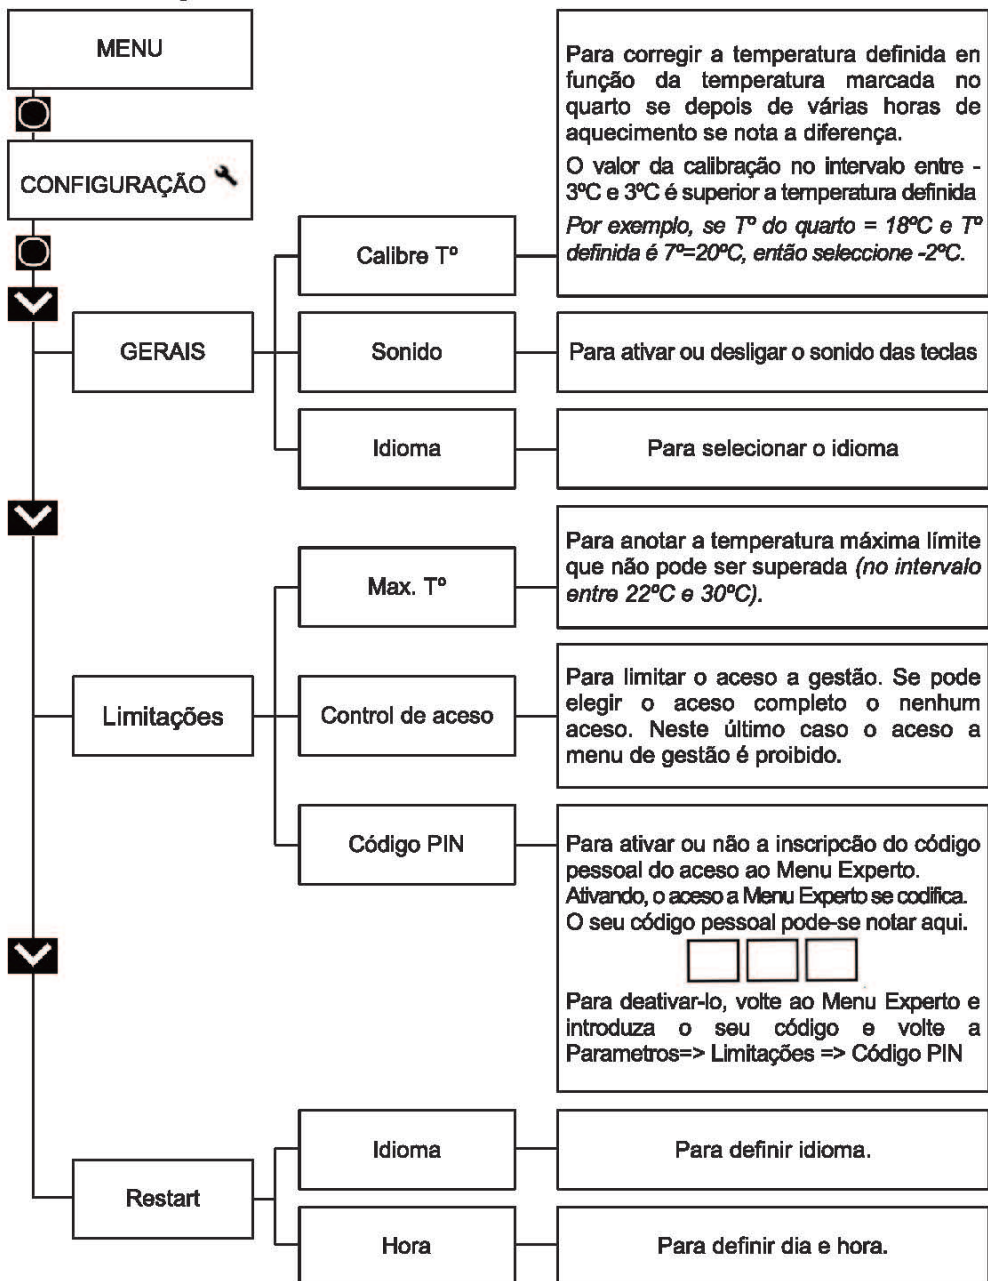 MENU
CONFIGURAÇÃO
Para corregir a temperatura definida en
função da temperatura marcada no
quarto se depois de várias horas de
aquecimento se nota a diferença.
O valor da calibração no intervalo entre -
3ºC e 3ºC é superior a temperatura definida
Por exemplo, se Tº do quarto = 18ºC e Tº
definida é 7º=20ºC, então seleccione -2ºC.
Calibre Tº
GERAIS
Sonido
Para ativar ou desligar o sonido das teclas
Idioma
Para selecionar o idioma
Para anotar a temperatura máxima límite
que não pode ser superada (no intervalo
entre 22ºC e 30ºC).
Max. Tº
Limitações
Control de aceso
Para limitar o aceso a gestão. Se pode
elegir o aceso completo o nenhum
aceso. Neste último caso o aceso a
menu de gestão é proibido.
Código PIN
Para ativar ou não a inscripcão do código
pessoal do aceso ao Menu Experto.
Ativando, o aceso a Menu Experto se codifica.
O seu código pessoal pode-se notar aqui.
Para deativar-lo, volte ao Menu Experto e
introduza o seu código e volte a
Parametros=> Limitações => Código PIN
Restart
Idioma
Para definir idioma.
Hora
Para definir dia e hora.